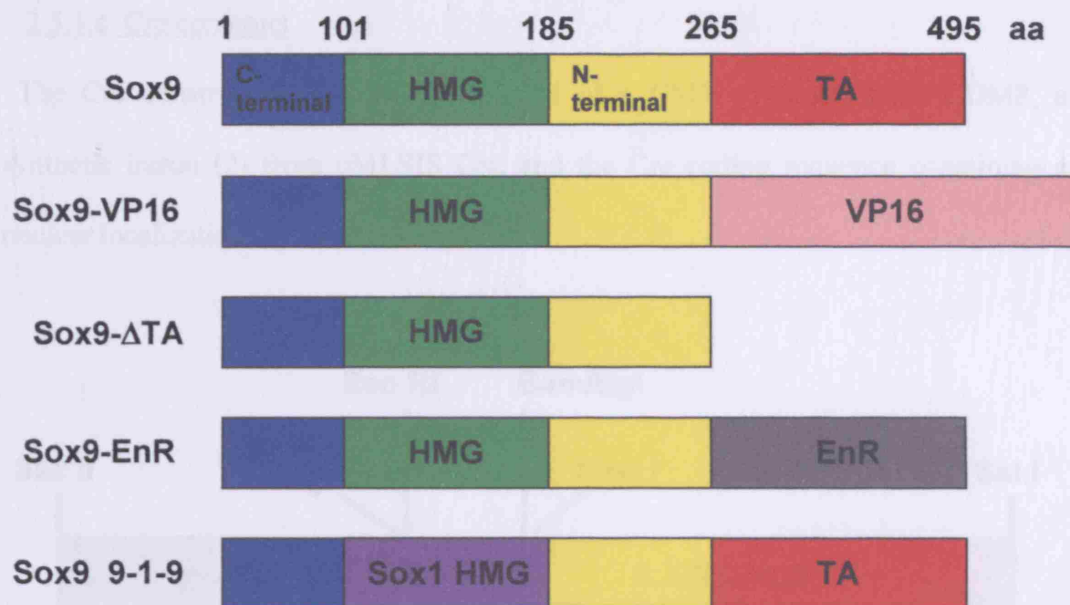 101 185 265 495 aa
Sox9 C-terminal HMG N-terminal TA
Sox9-VP16 HMG VP16
Sox9-ΔTA HMG
Sox9-EnR HMG EnR
Sox9 9-1-9 Sox1 HMG TA